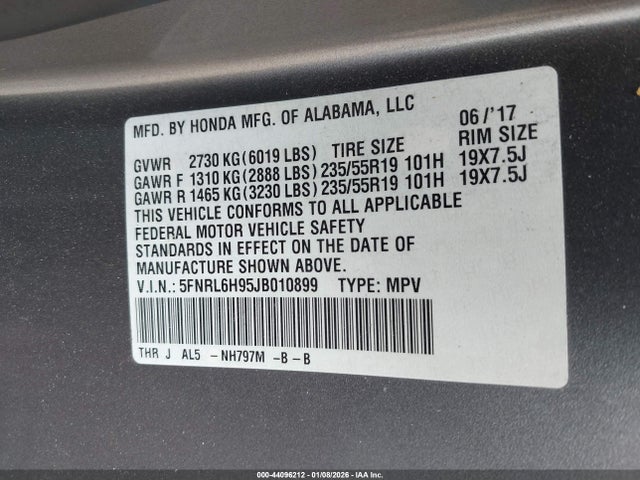 MFD. BY HONDA MFG. OF ALABAMA, LLC 06/'17
GVWR 2730 KG(6019 LBS) TIRE SIZE RIM SIZE
GAWR F 1310 KG(2888 LBS) 235/55R19 101H 19X7.5J
GAWR R 1465 KG(3230 LBS) 235/55R19 101H 19X7.5J
THIS VEHICLE CONFORMS TO ALL APPLICABLE
FEDERAL MOTOR VEHICLE SAFETY
STANDARDS IN EFFECT ON THE DATE OF
MANUFACTURE SHOWN ABOVE.
V.I.N.: 5FNRL6H95JB010899 TYPE: MPV
THR J AL5 -NH797M -B-B
000-44096212 - 01/08/2026 - IAA Inc.